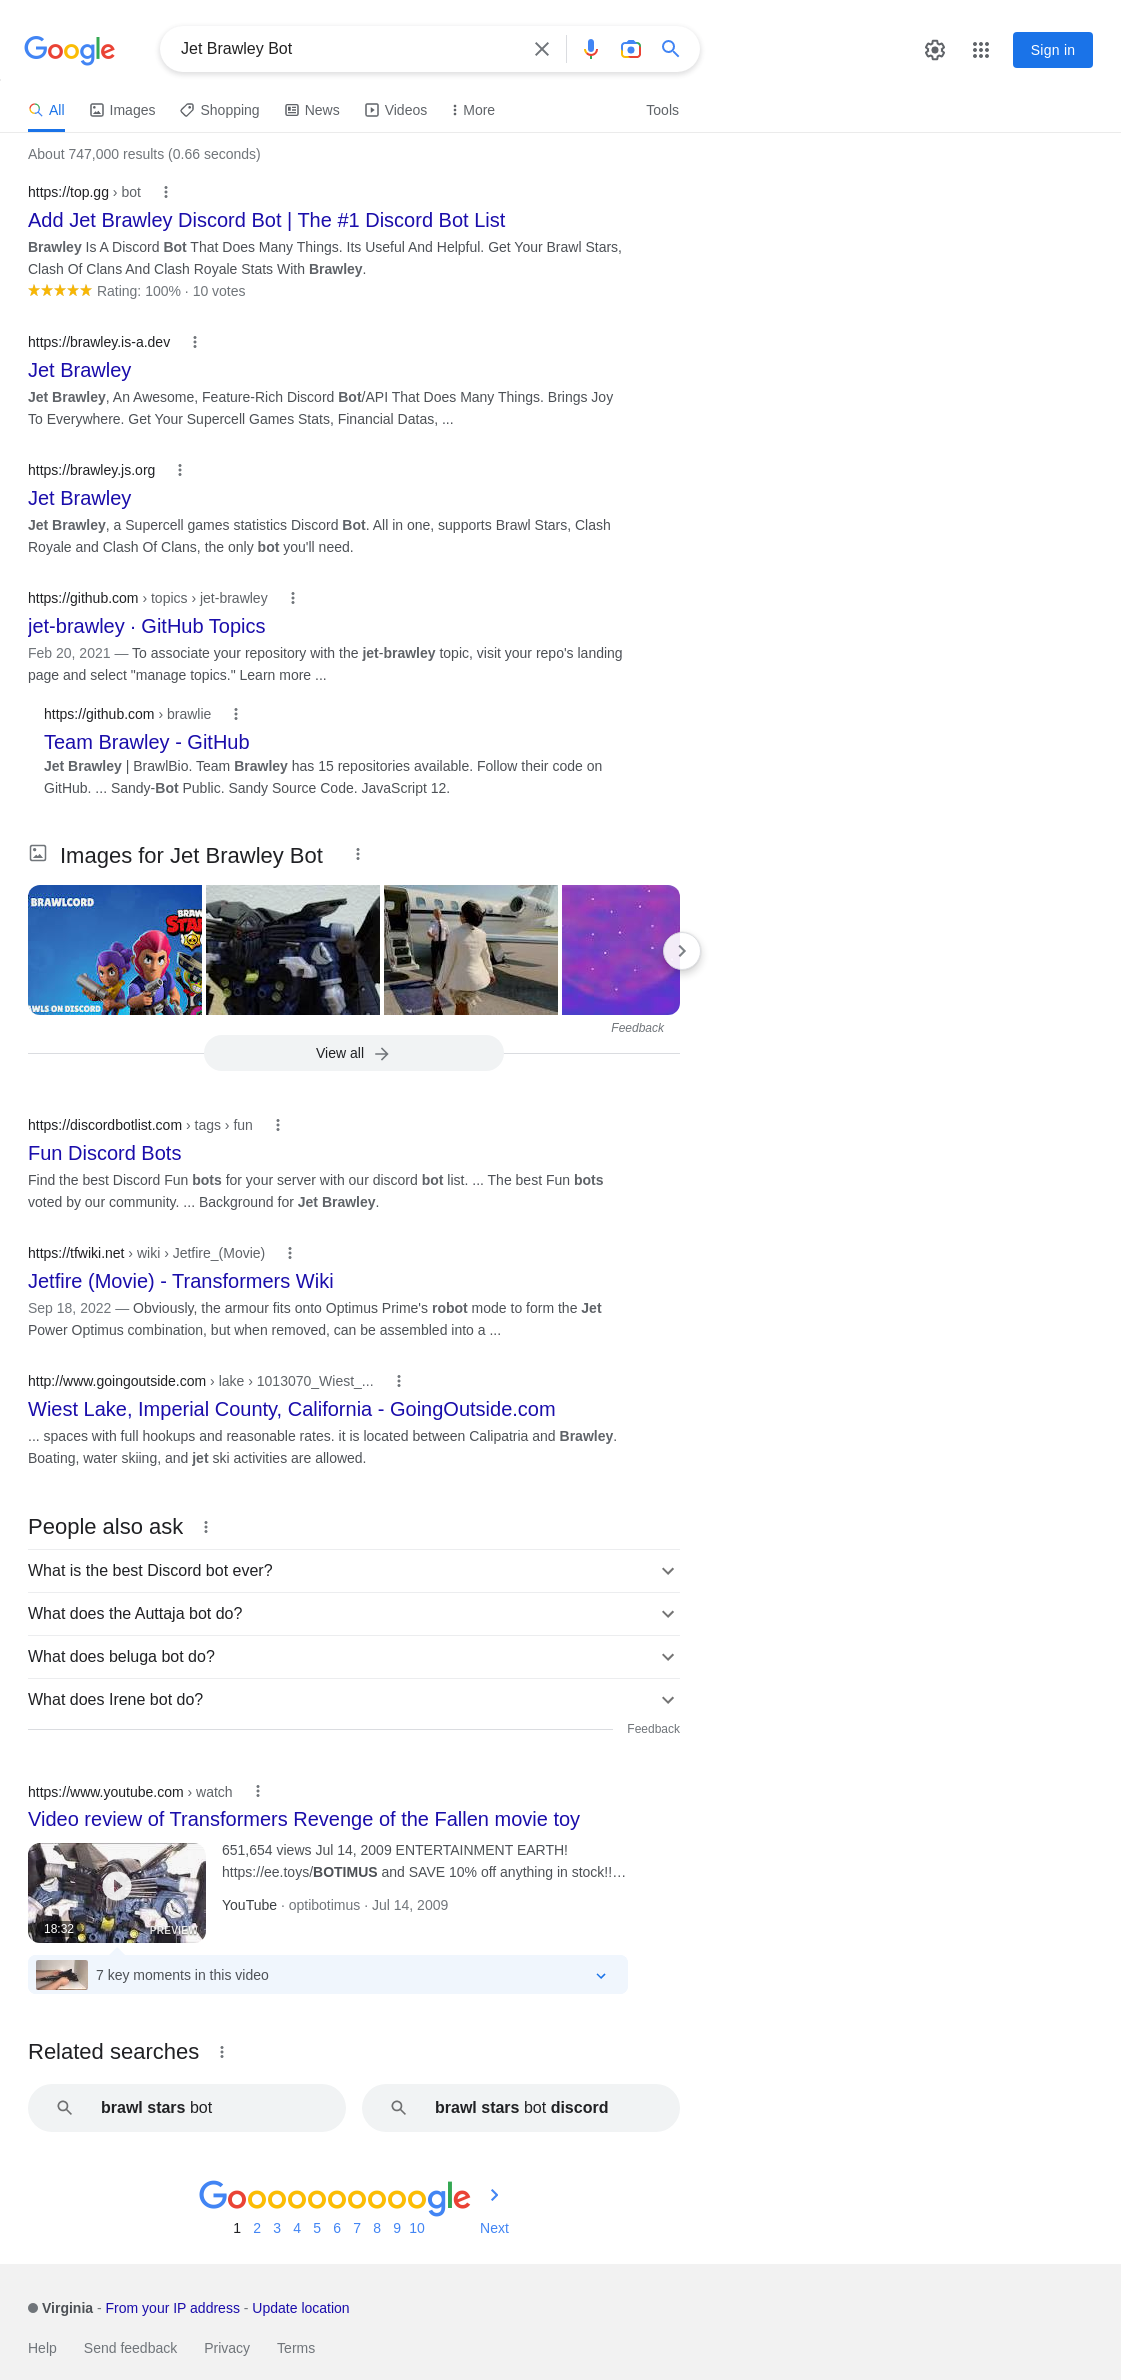 Google
Jet Brawley Bot
Sign in
All
Images
Shopping
News
Videos
More
Tools
About 747,000 results (0.66 seconds)
https://top.gg › bot
Add Jet Brawley Discord Bot | The #1 Discord Bot List
Brawley Is A Discord Bot That Does Many Things. Its Useful And Helpful. Get Your Brawl Stars,
Clash Of Clans And Clash Royale Stats With Brawley.
Rating: 100% · 10 votes
https://brawley.is-a.dev
Jet Brawley
Jet Brawley, An Awesome, Feature-Rich Discord Bot/API That Does Many Things. Brings Joy
To Everywhere. Get Your Supercell Games Stats, Financial Datas, ...
https://brawley.js.org
Jet Brawley
Jet Brawley, a Supercell games statistics Discord Bot. All in one, supports Brawl Stars, Clash
Royale and Clash Of Clans, the only bot you'll need.
https://github.com › topics › jet-brawley
jet-brawley · GitHub Topics
Feb 20, 2021 — To associate your repository with the jet-brawley topic, visit your repo's landing
page and select "manage topics." Learn more ...
https://github.com › brawlie
Team Brawley - GitHub
Jet Brawley | BrawlBio. Team Brawley has 15 repositories available. Follow their code on
GitHub. ... Sandy-Bot Public. Sandy Source Code. JavaScript 12.
Images for Jet Brawley Bot
BRAWLCORD
BRAW
STA
AWLS ON DISCORD
Feedback
View all
https://discordbotlist.com › tags › fun
Fun Discord Bots
Find the best Discord Fun bots for your server with our discord bot list. ... The best Fun bots
voted by our community. ... Background for Jet Brawley.
https://tfwiki.net › wiki › Jetfire_(Movie)
Jetfire (Movie) - Transformers Wiki
Sep 18, 2022 — Obviously, the armour fits onto Optimus Prime's robot mode to form the Jet
Power Optimus combination, but when removed, can be assembled into a ...
http://www.goingoutside.com › lake › 1013070_Wiest_...
Wiest Lake, Imperial County, California - GoingOutside.com
... spaces with full hookups and reasonable rates. it is located between Calipatria and Brawley.
Boating, water skiing, and jet ski activities are allowed.
People also ask
What is the best Discord bot ever?
What does the Auttaja bot do?
What does beluga bot do?
What does Irene bot do?
Feedback
https://www.youtube.com › watch
Video review of Transformers Revenge of the Fallen movie toy
651,654 views Jul 14, 2009 ENTERTAINMENT EARTH!
https://ee.toys/BOTIMUS and SAVE 10% off anything in stock!!…
YouTube · optibotimus · Jul 14, 2009
18:32
PREVIEW
7 key moments in this video
Related searches
brawl stars bot
brawl stars bot discord
Goooooooooogle
1 2 3 4 5 6 7 8 9 10 Next
Virginia - From your IP address - Update location
Help
Send feedback
Privacy
Terms